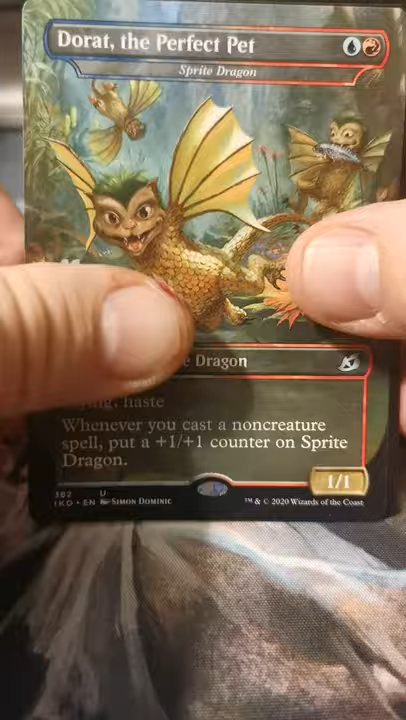 Dorat, the Perfect Pet
Sprite Dragon
Dragon
haste
Whenever you cast a noncreature
spell, put a +1/+1 counter on Sprite
Dragon.
1/1
382 U
IKO • EN SIMON DOMINIC
™ & © 2020 Wizards of the Coast